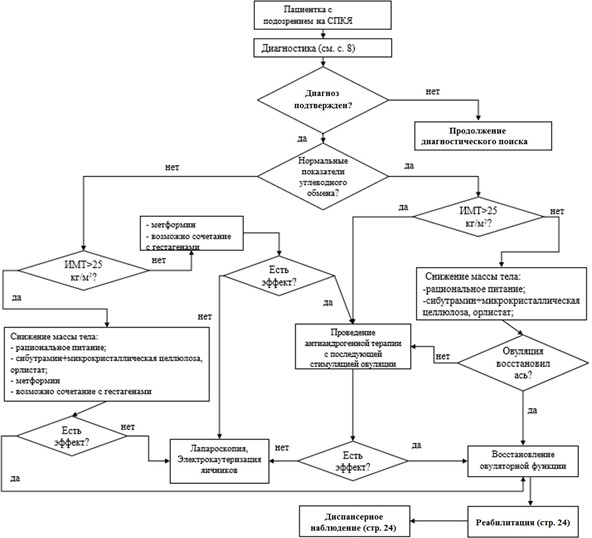 Пациентка с
подозрением на СПКЯ
Диагностика (см. с. 8)
Диагноз
подтвержден?
нет
Продолжение
диагностического поиска
да
Нормальные
показатели
углеводного
обмена?
нет
да
- метформин
- возможно сочетание
с гестагенами
ИМТ>25
кг/м²?
нет
да
Есть
эффект?
нет
да
ИМТ>25
кг/м²?
да
нет
Снижение массы тела:
-рациональное питание;
-сибутрамин+микрокристаллическая
целлюлоза, орлистат;
Снижение массы тела:
- рациональное питание;
- сибутрамин+микрокристаллическая целлюлоза,
орлистат;
- метформин
- возможно сочетание с гестагенами
Проведение
антиандрогенной терапии
с последующей
стимуляцией овуляции
нет
Овуляция
восстановил
ась?
да
Есть
эффект?
нет
да
Лапароскопия,
Электрокаутеризация
яичников
нет
Есть
эффект?
да
Восстановление
овуляторной функции
Диспансерное
наблюдение (стр. 24)
Реабилитация (стр. 24)